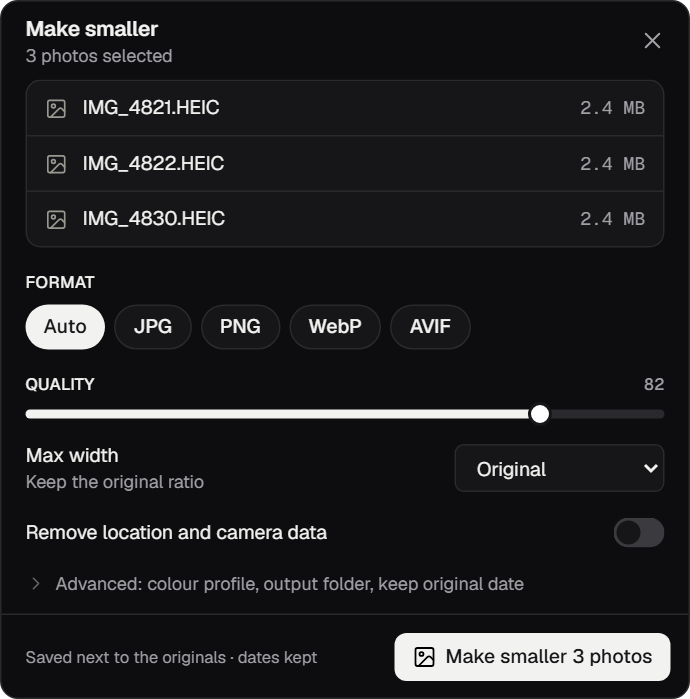 Make smaller
3 photos selected
IMG_4821.HEIC 2.4 MB
IMG_4822.HEIC 2.4 MB
IMG_4830.HEIC 2.4 MB
FORMAT
Auto JPG PNG WebP AVIF
QUALITY 82
Max width
Keep the original ratio
Original
Remove location and camera data
Advanced: colour profile, output folder, keep original date
Saved next to the originals · dates kept
Make smaller 3 photos